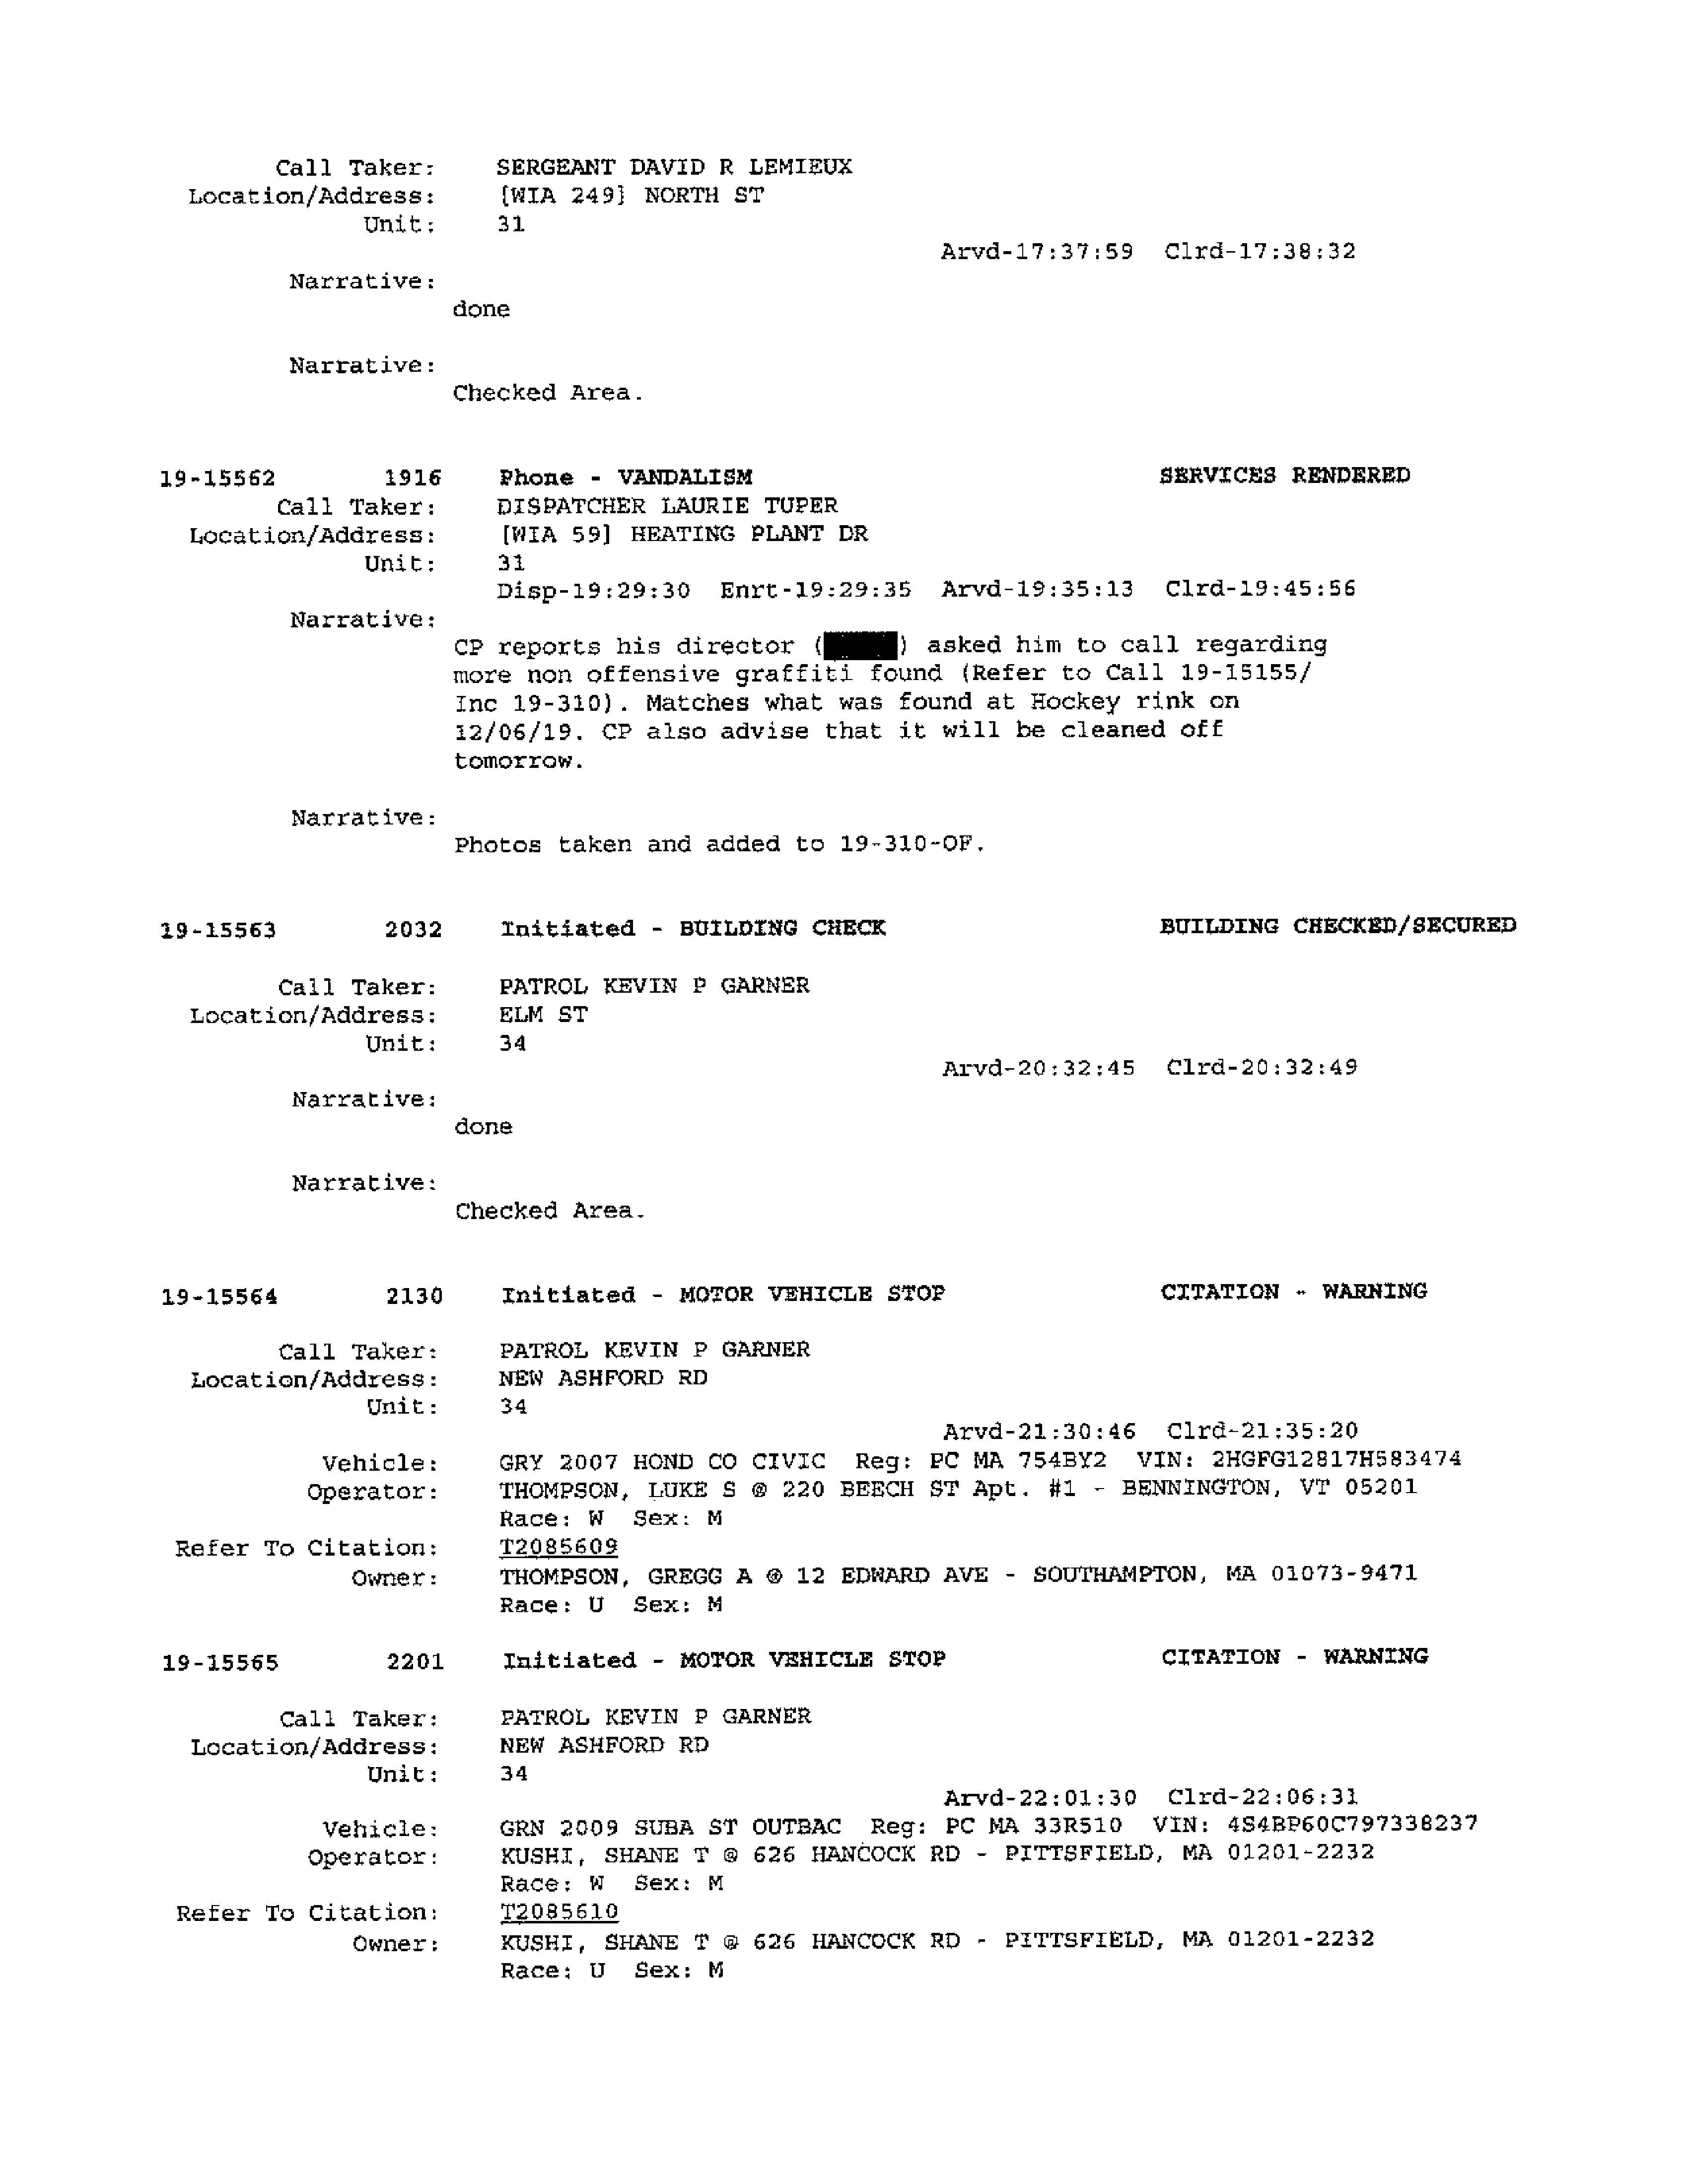 Call Taker: SERGEANT DAVID R LEMIEUX
Location/Address: [WIA 249] NORTH ST
Unit: 31
Arvd-17:37:59 Clrd-17:38:32
Narrative:
done
Narrative:
Checked Area.
19-15562 1916 Phone - VANDALISM SERVICES RENDERED
Call Taker: DISPATCHER LAURIE TUPER
Location/Address: [WIA 59] HEATING PLANT DR
Unit: 31
Disp-19:29:30 Enrt-19:29:35 Arvd-19:35:13 Clrd-19:45:56
Narrative:
CP reports his director ( ) asked him to call regarding
more non offensive graffiti found (Refer to Call 19-15155/
Inc 19-310). Matches what was found at Hockey rink on
12/06/19. CP also advise that it will be cleaned off
tomorrow.
Narrative:
Photos taken and added to 19-310-OF.
19-15563 2032 Initiated - BUILDING CHECK BUILDING CHECKED/SECURED
Call Taker: PATROL KEVIN P GARNER
Location/Address: ELM ST
Unit: 34
Arvd-20:32:45 Clrd-20:32:49
Narrative:
done
Narrative:
Checked Area.
19-15564 2130 Initiated - MOTOR VEHICLE STOP CITATION - WARNING
Call Taker: PATROL KEVIN P GARNER
Location/Address: NEW ASHFORD RD
Unit: 34
Arvd-21:30:46 Clrd-21:35:20
Vehicle: GRY 2007 HOND CO CIVIC Reg: PC MA 754BY2 VIN: 2HGFG12817H583474
Operator: THOMPSON, LUKE S @ 220 BEECH ST Apt. #1 - BENNINGTON, VT 05201
Race: W Sex: M
Refer To Citation: T2085609
Owner: THOMPSON, GREGG A @ 12 EDWARD AVE - SOUTHAMPTON, MA 01073-9471
Race: U Sex: M
19-15565 2201 Initiated - MOTOR VEHICLE STOP CITATION - WARNING
Call Taker: PATROL KEVIN P GARNER
Location/Address: NEW ASHFORD RD
Unit: 34
Arvd-22:01:30 Clrd-22:06:31
Vehicle: GRN 2009 SUBA ST OUTBAC Reg: PC MA 33R510 VIN: 4S4BP60C797338237
Operator: KUSHI, SHANE T @ 626 HANCOCK RD - PITTSFIELD, MA 01201-2232
Race: W Sex: M
Refer To Citation: T2085610
Owner: KUSHI, SHANE T @ 626 HANCOCK RD - PITTSFIELD, MA 01201-2232
Race: U Sex: M